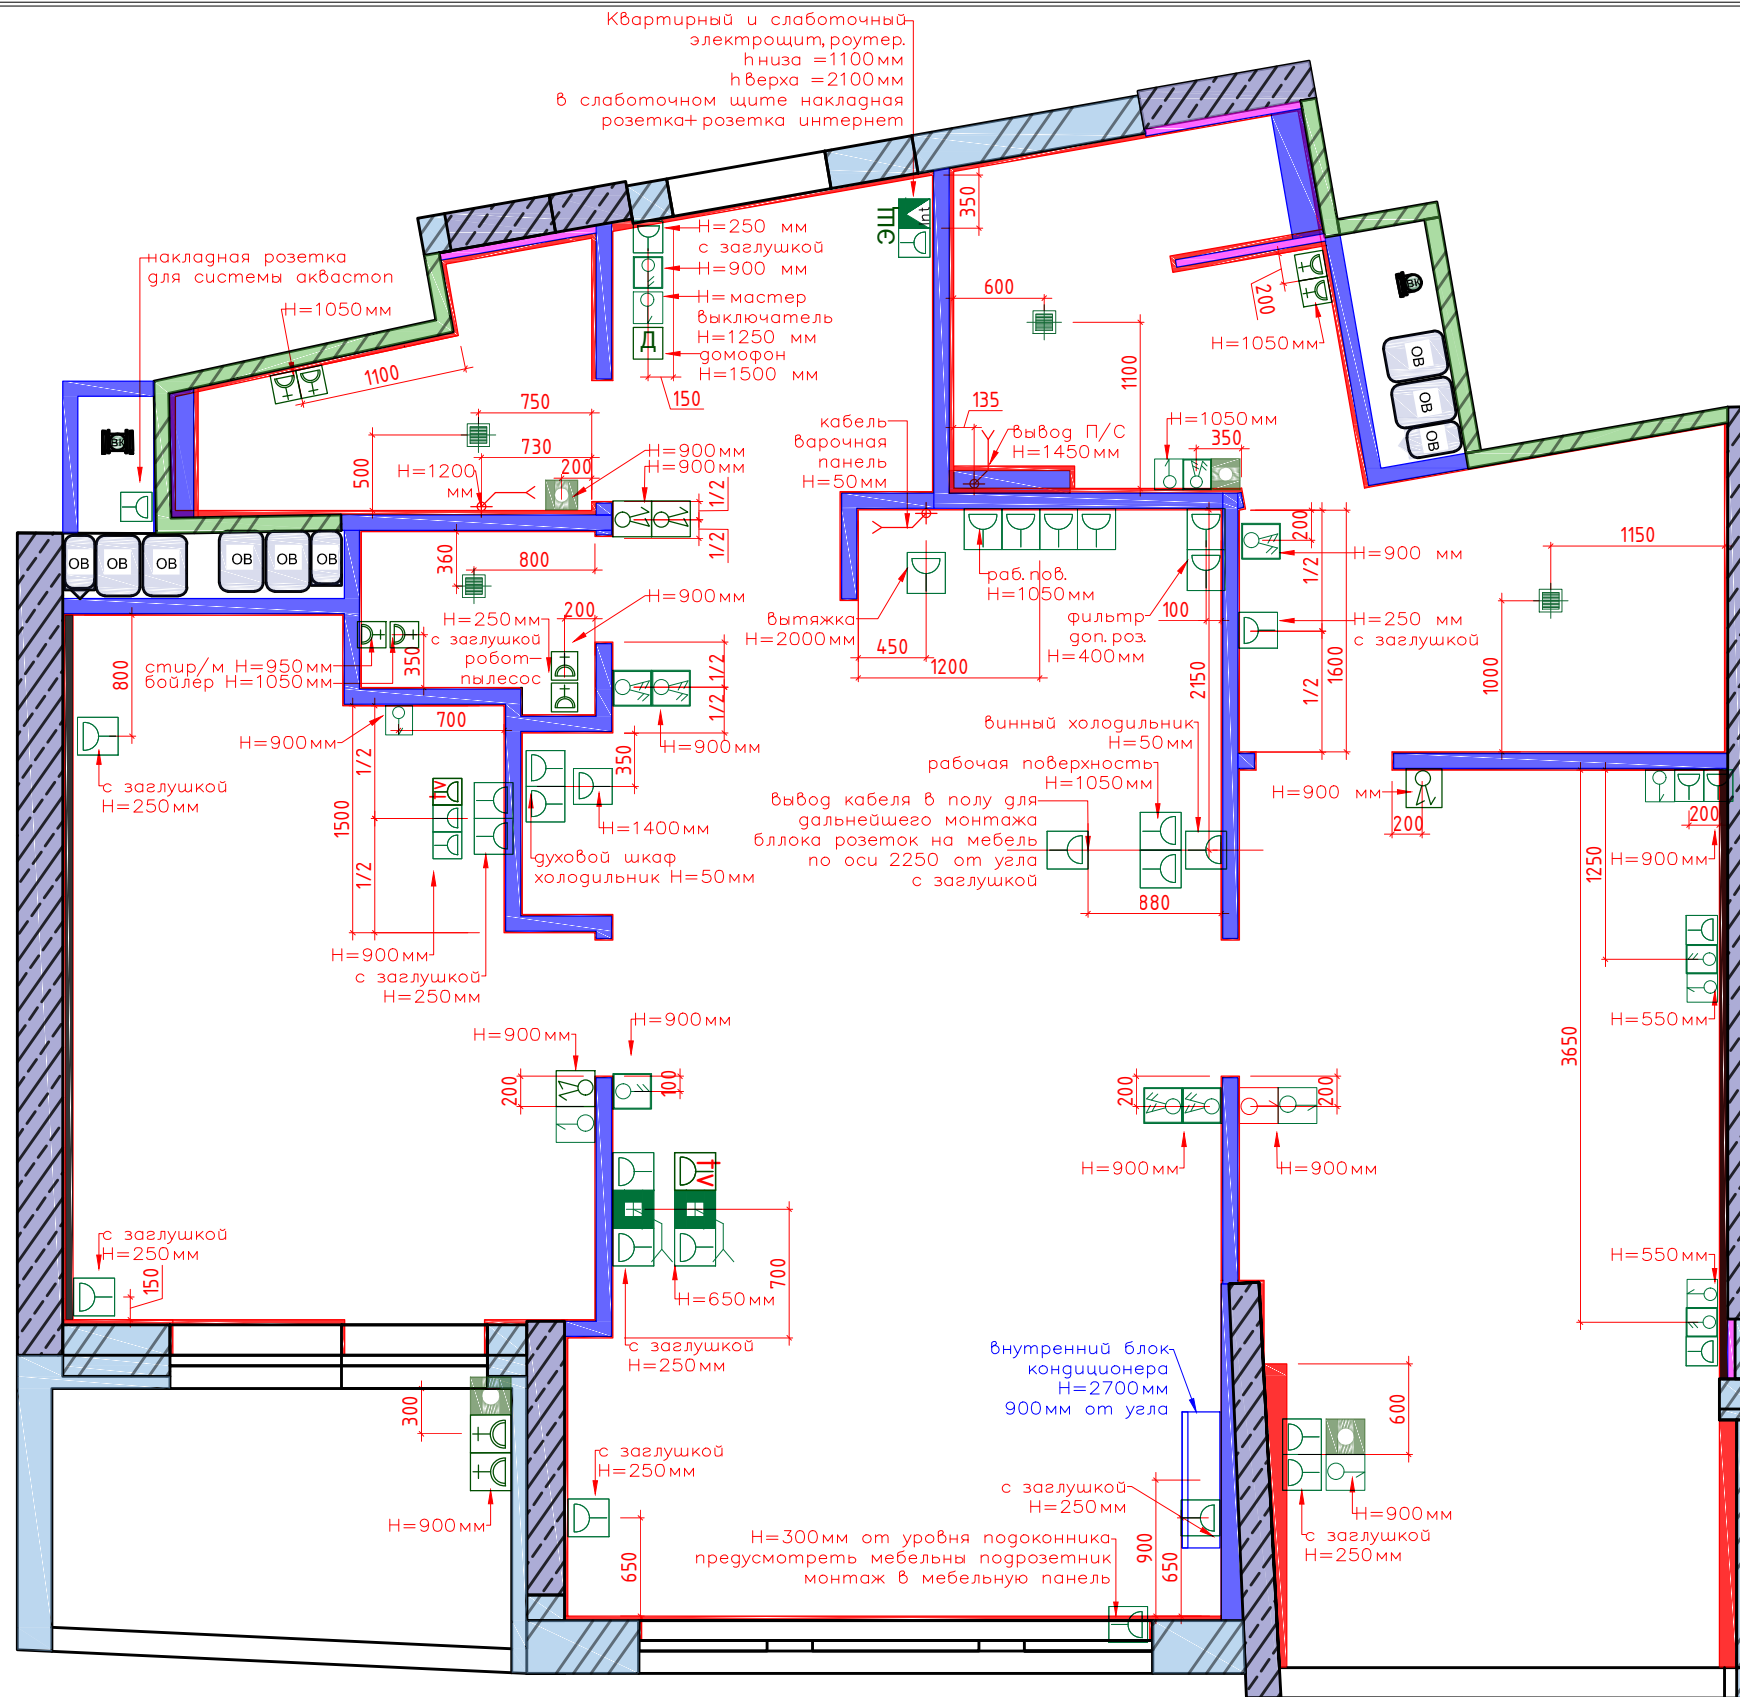 Квартирный и слаботочный
электрощит, роутер.
hниза =1100мм
hверха =2100мм
в слаботочном щите накладная
розетка+розетка интернет
накладная розетка
для системы аквастоп
H=1050мм
1100
H=250 мм
с заглушкой
H=900 мм
H= мастер
выключатель
H=1250 мм
домофон
H=1500 мм
Д
150
ЩЭ
350
600
1100
135
вывод П/С
H=1450мм
H=1050мм
350
200
H=1050мм
ВК
ОВ
ОВ
ОВ
ВК
750
730
500
200
H=1200
мм
H=900мм
H=900мм
1/2
1/2
кабель
варочная
панель
H=50мм
ОВ
ОВ
ОВ
ОВ
ОВ
ОВ
360
800
200
H=900мм
H=250мм
с заглушкой
робот-
пылесос
350
стир/м H=950мм
бойлер H=1050мм
800
с заглушкой
H=250мм
H=900мм
700
1/2
1500
1/2
tv
1/2
1/2
H=900мм
350
H=1400мм
духовой шкаф
холодильник H=50мм
H=900мм
с заглушкой
H=250мм
вытяжка
H=2000мм
450
1200
раб.пов.
H=1050мм
фильтр
доп.роз.
H=400мм
100
2150
200
1/2
1/2
1600
H=900 мм
H=250 мм
с заглушкой
1150
1000
винный холодильник
H=50мм
рабочая поверхность
H=1050мм
вывод кабеля в полу для
дальнейшего монтажа
бллока розеток на мебель
по оси 2250 от угла
с заглушкой
880
H=900 мм
200
200
H=900мм
1250
3650
H=550мм
H=900мм
200
H=900мм
100
200
H=900мм
200
H=900мм
tv
700
H=650мм
с заглушкой
H=250мм
с заглушкой
H=250мм
150
H=550мм
внутренний блок
кондиционера
H=2700мм
900мм от угла
600
300
H=900мм
с заглушкой
H=250мм
650
с заглушкой
H=250мм
900
650
H=300мм от уровня подоконника
предусмотреть мебельны подрозетник
монтаж в мебельную панель
H=900мм
с заглушкой
H=250мм